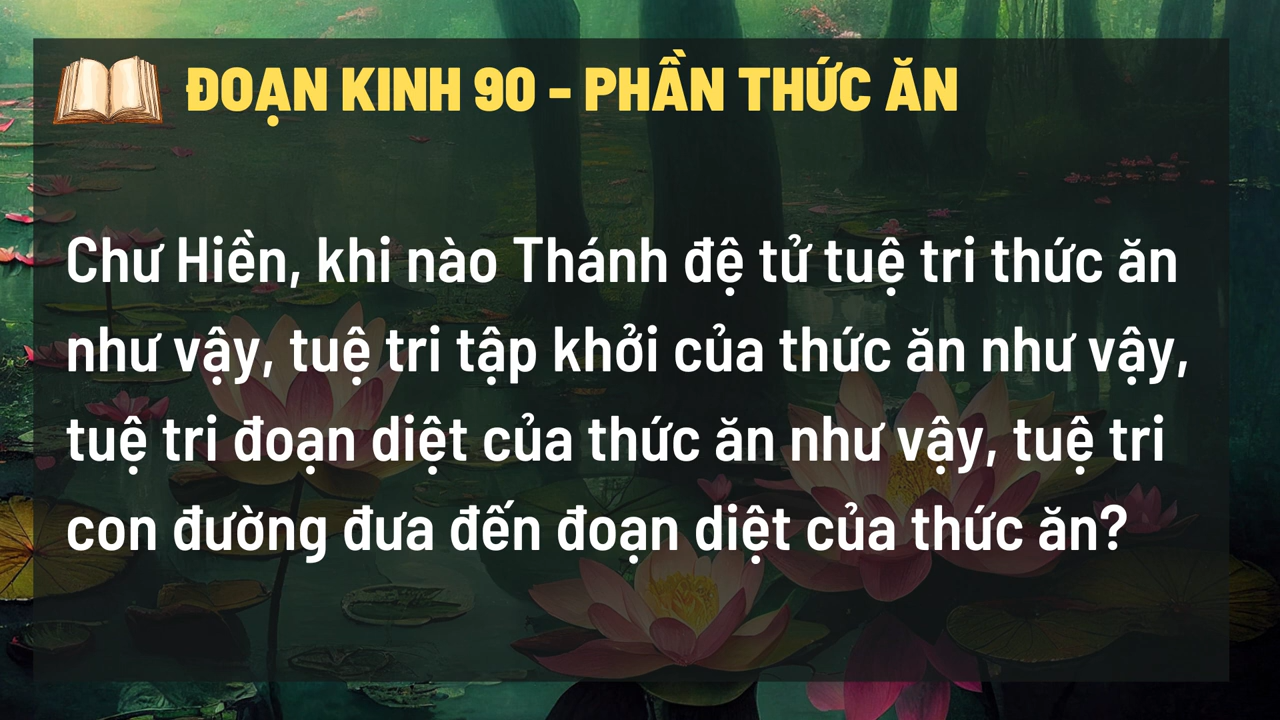 ĐOẠN KINH 90 - PHẦN THỨC ĂN
Chư Hiền, khi nào Thánh đệ tử tuệ tri thức ăn
như vậy, tuệ tri tập khởi của thức ăn như vậy,
tuệ tri đoạn diệt của thức ăn như vậy, tuệ tri
con đường đưa đến đoạn diệt của thức ăn?